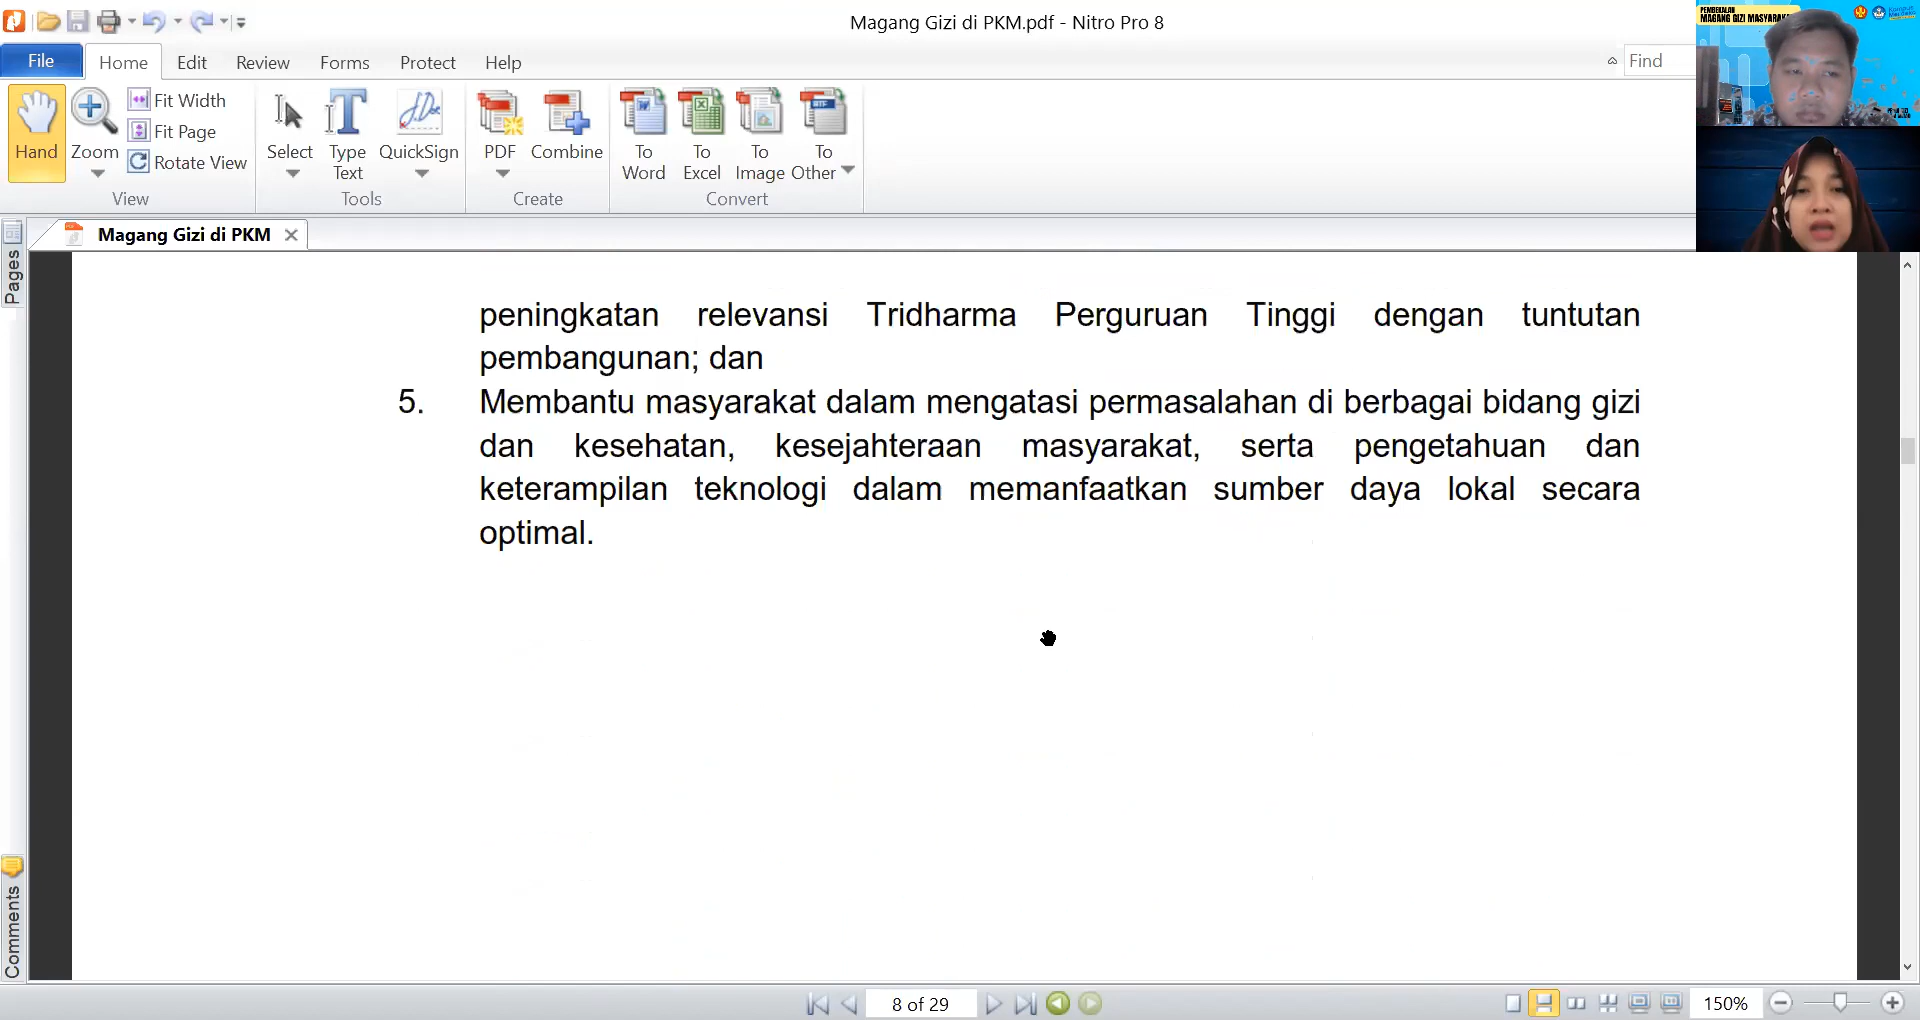 Magang Gizi di PKM.pdf - Nitro Pro 8
PEMBEKALAN
MAGANG GIZI MASYARAKA
File Home Edit Review Forms Protect Help
Find
Hand
Zoom
Fit Width
Fit Page
Rotate View
View
Select
Type
Text
QuickSign
Tools
PDF
Combine
Create
To
Word
To
Excel
To
Image
To
Other
Convert
Magang Gizi di PKM
Pages
peningkatan relevansi Tridharma Perguruan Tinggi dengan tuntutan
pembangunan; dan
5. Membantu masyarakat dalam mengatasi permasalahan di berbagai bidang gizi
dan kesehatan, kesejahteraan masyarakat, serta pengetahuan dan
keterampilan teknologi dalam memanfaatkan sumber daya lokal secara
optimal.
Comments
8 of 29
150%